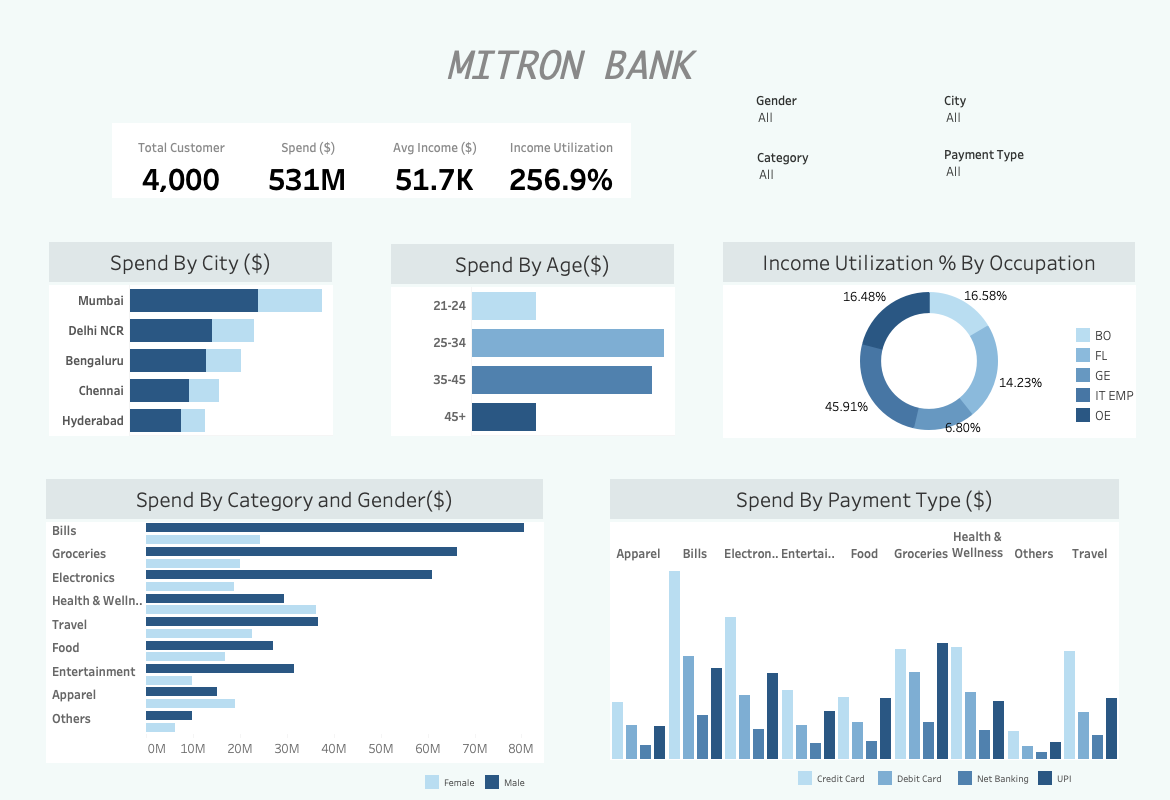 MITRON BANK
Gender
All
City
All
Category
All
Payment Type
All
Total Customer
4,000
Spend ($)
531M
Avg Income ($)
51.7K
Income Utilization
256.9%
Spend By City ($)
Mumbai
Delhi NCR
Bengaluru
Chennai
Hyderabad
Spend By Age($)
21-24
25-34
35-45
45+
Income Utilization % By Occupation
16.48%
16.58%
14.23%
45.91%
6.80%
BO
FL
GE
IT EMP
OE
Spend By Category and Gender($)
Bills
Groceries
Electronics
Health & Welln..
Travel
Food
Entertainment
Apparel
Others
0M 10M 20M 30M 40M 50M 60M 70M 80M
Female Male
Spend By Payment Type ($)
Apparel Bills Electron.. Entertai.. Food Groceries Health &
Wellness Others Travel
Credit Card Debit Card Net Banking UPI